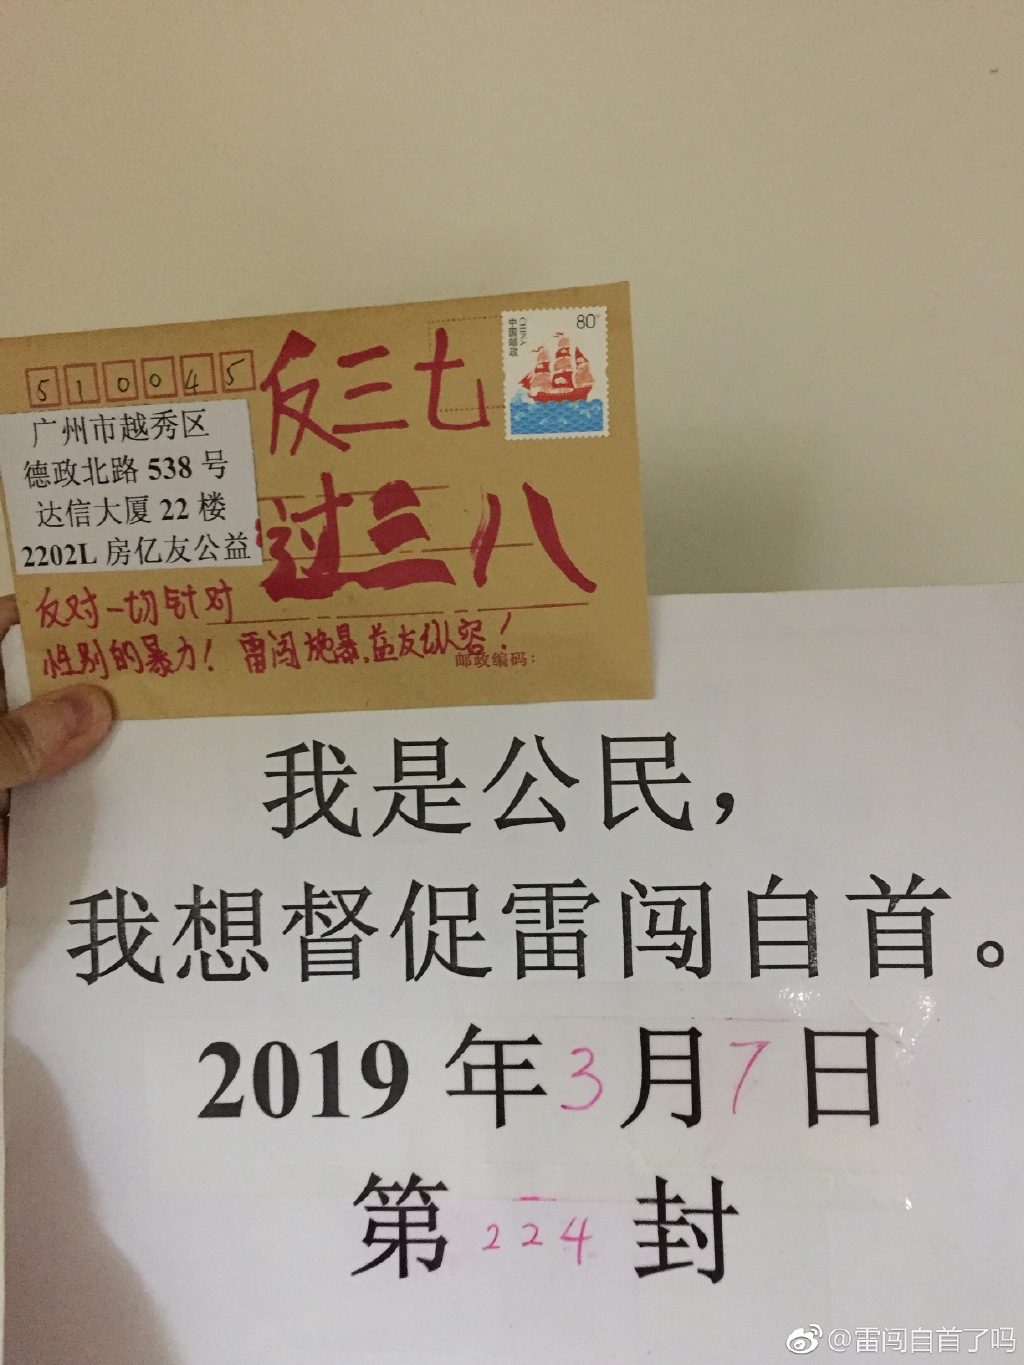 中国邮政
CHINA
80分
510045
反三七
过三八
广州市越秀区
德政北路 538 号
达信大厦 22 楼
2202L 房亿友公益
反对一切针对
性别的暴力！雷闯施暴,益友纵容！
邮政编码：
我是公民，
我想督促雷闯自首。
2019 年 3 月 7 日
第 224 封
@雷闯自首了吗